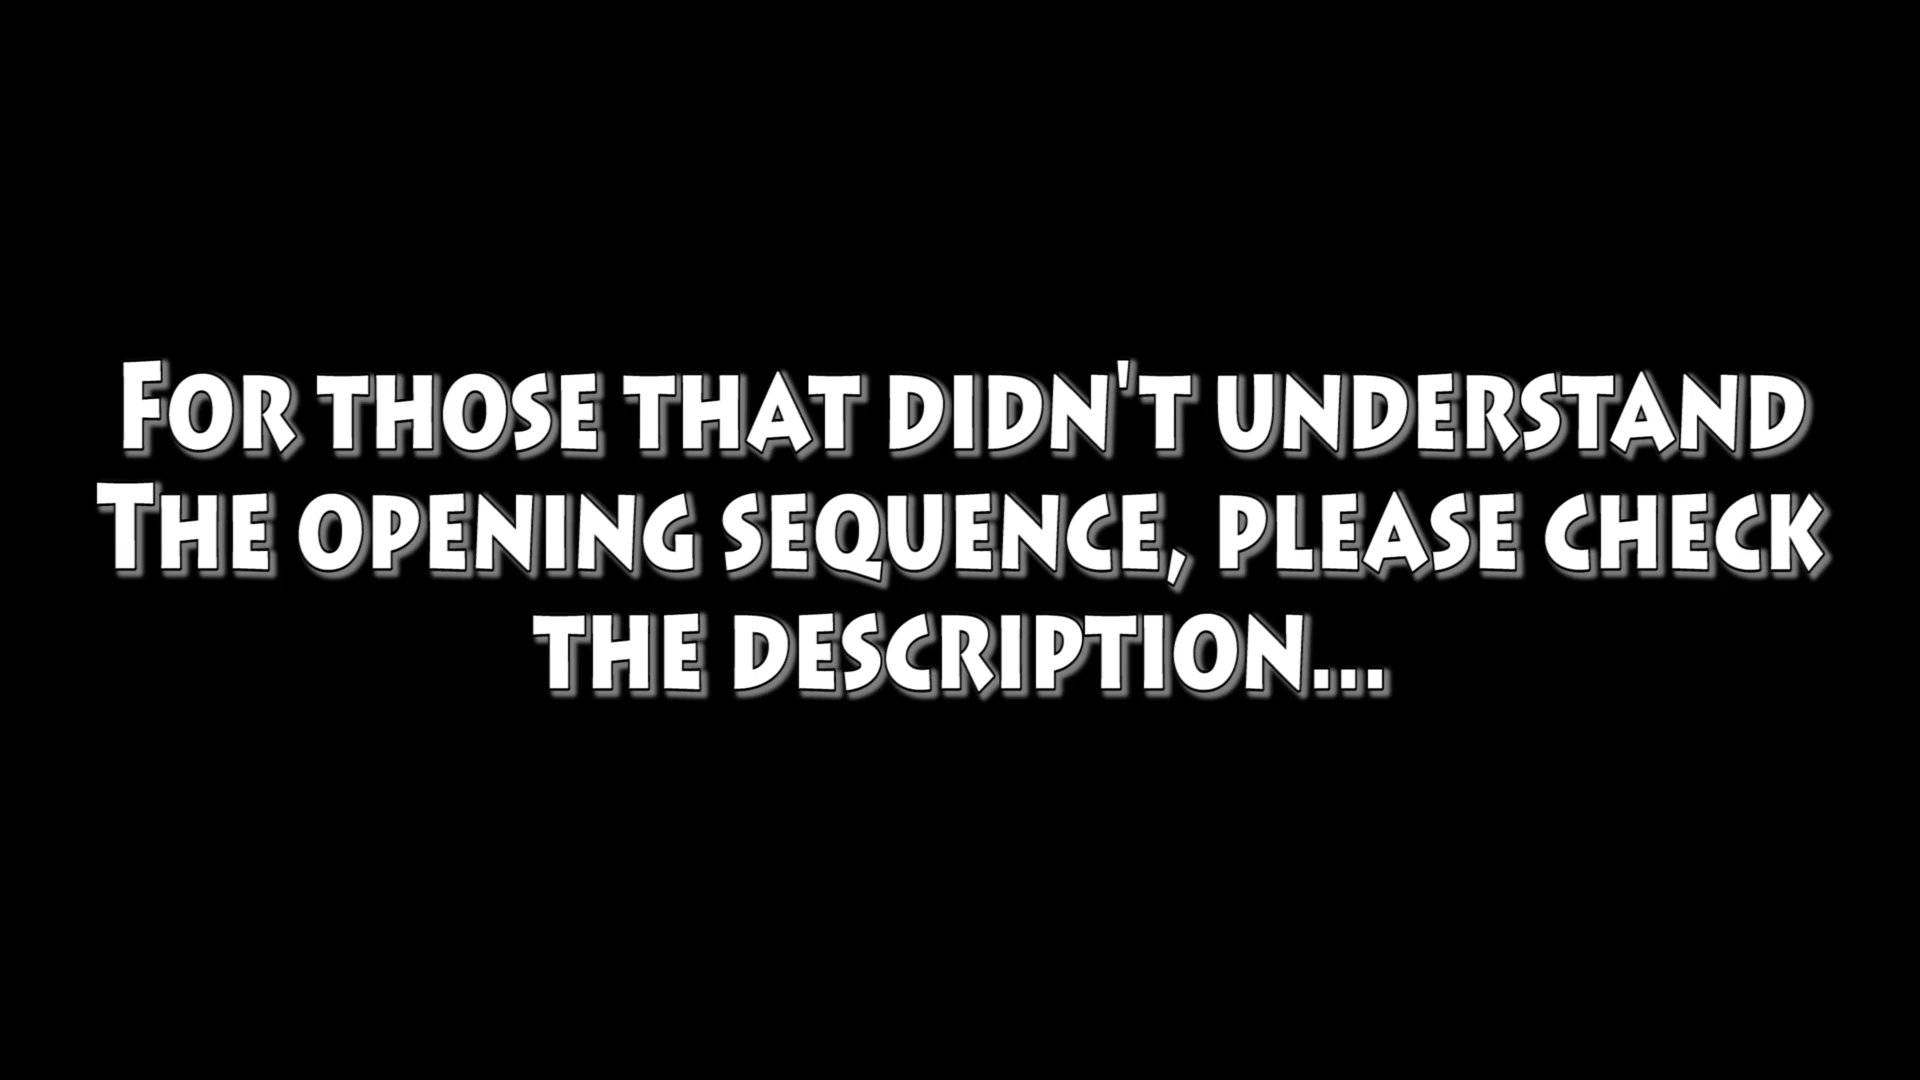 For those that didn't understand
The opening sequence, please check
the description...